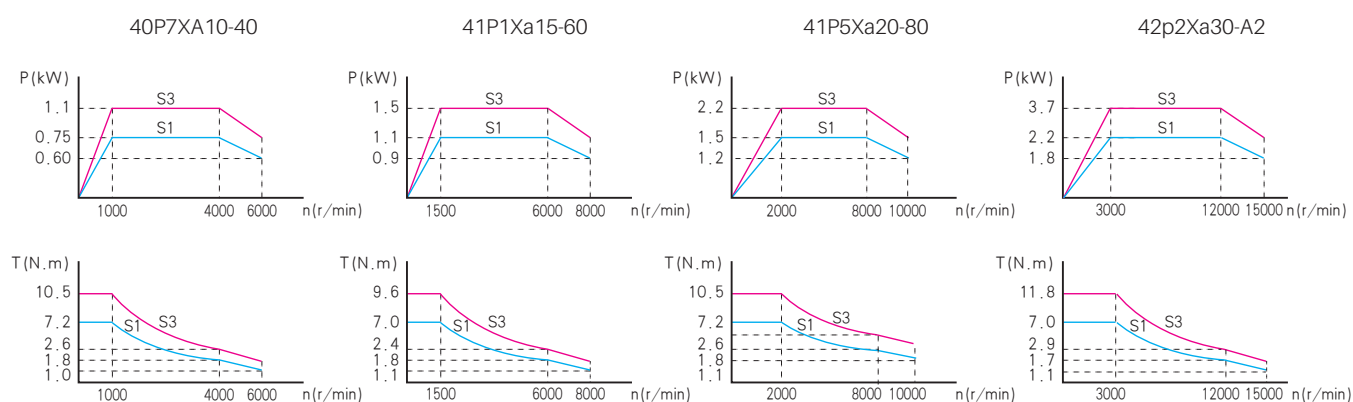 40P7XA10-40
41P1Xa15-60
41P5Xa20-80
42p2Xa30-A2
P(kW)
1.1
0.75
0.60
S3
S1
1000
4000
6000
n(r/min)
P(kW)
1.5
1.1
0.9
S3
S1
1500
6000
8000
n(r/min)
P(kW)
2.2
1.5
1.2
S3
S1
2000
8000
10000
n(r/min)
P(kW)
3.7
2.2
1.8
S3
S1
3000
12000
15000
n(r/min)
T(N.m)
10.5
7.2
2.6
1.8
1.0
S1
S3
1000
4000
6000
n(r/min)
T(N.m)
9.6
7.0
2.4
1.8
1.1
S1
S3
1500
6000
8000
n(r/min)
T(N.m)
10.5
7.2
2.6
1.8
1.1
S1
S3
2000
8000
10000
n(r/min)
T(N.m)
11.8
7.0
2.9
1.7
1.1
S1
S3
3000
12000
15000
n(r/min)